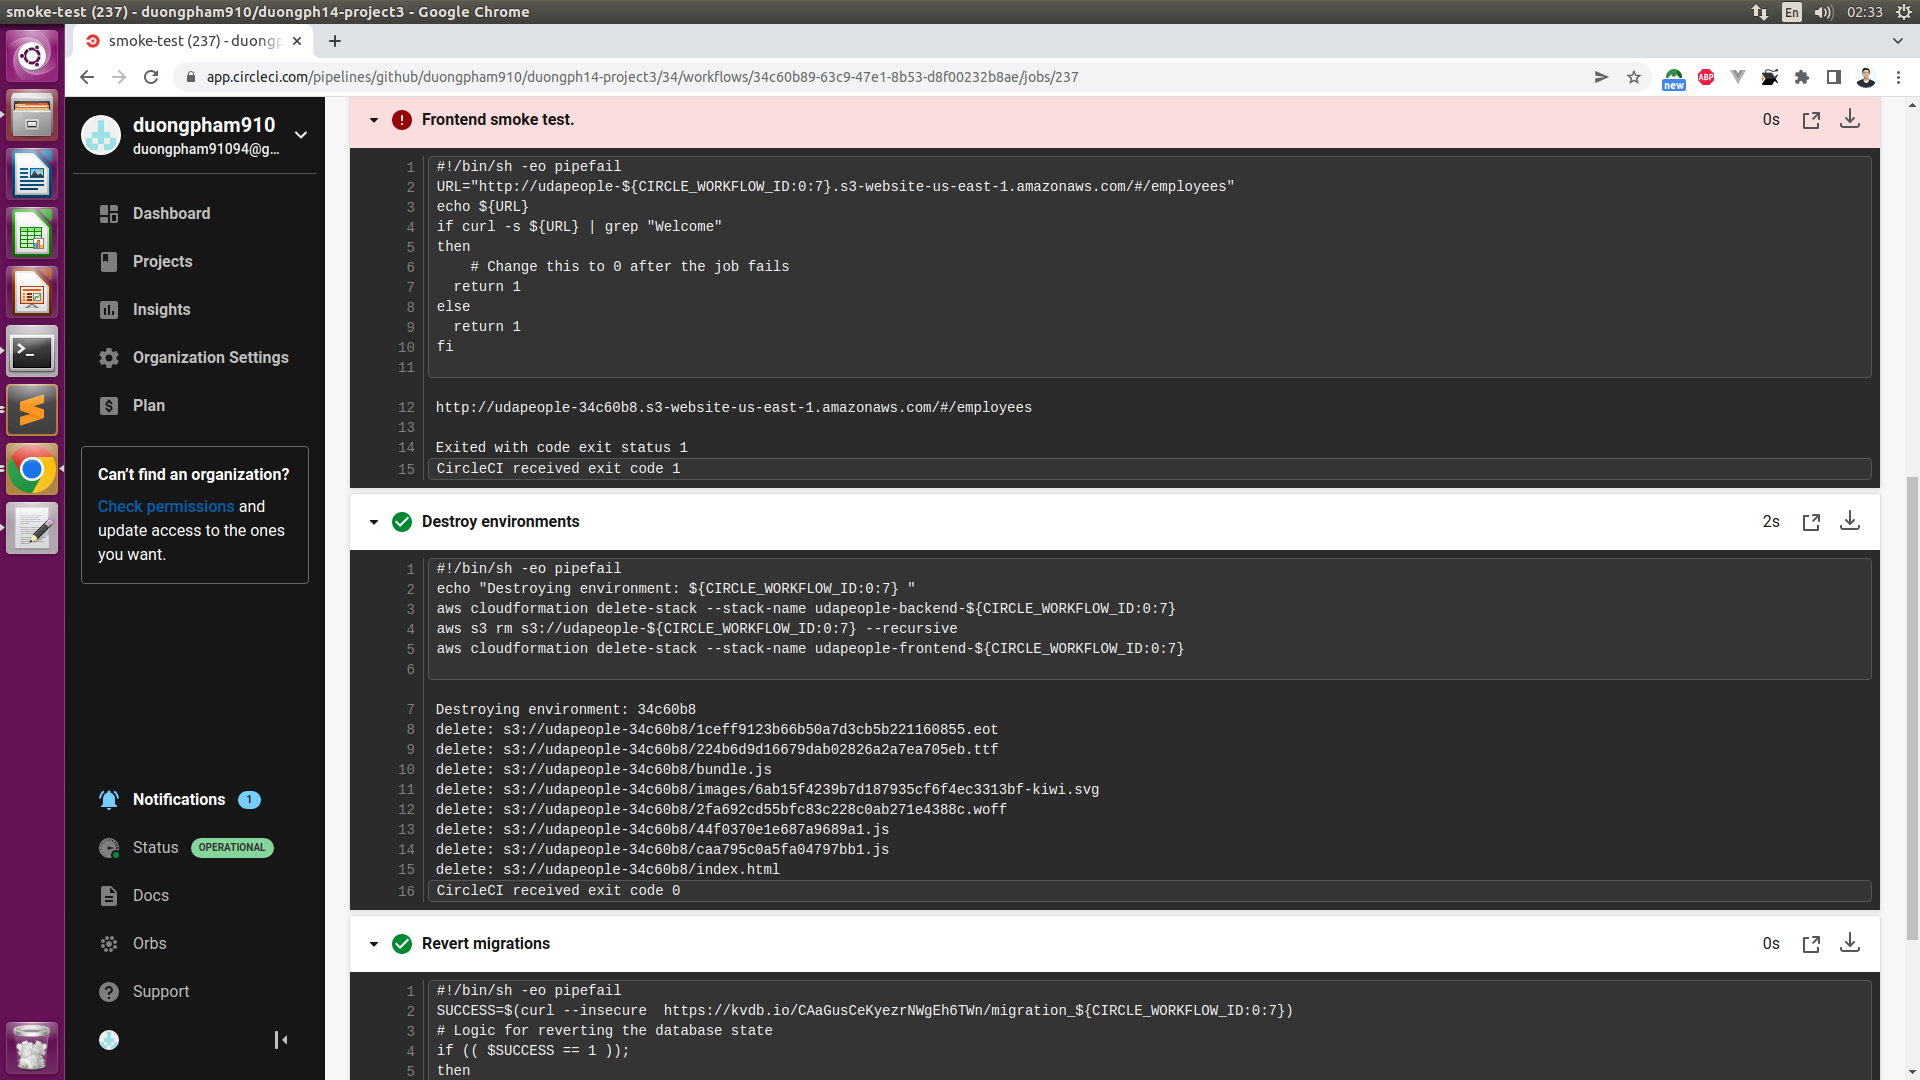 smoke-test (237) - duongpham910/duongph14-project3 - Google Chrome
En
02:33
smoke-test (237) - duongp
app.circleci.com/pipelines/github/duongpham910/duongph14-project3/34/workflows/34c60b89-63c9-47e1-8b53-d8f00232b8ae/jobs/237
new
ABP
duongpham910
duongpham91094@g...
Dashboard
Projects
Insights
Organization Settings
Plan
Can't find an organization?
Check permissions and
update access to the ones
you want.
Notifications 1
Status OPERATIONAL
Docs
Orbs
Support
Frontend smoke test.
0s
1 #!/bin/sh -eo pipefail
2 URL="http://udapeople-${CIRCLE_WORKFLOW_ID:0:7}.s3-website-us-east-1.amazonaws.com/#/employees"
3 echo ${URL}
4 if curl -s ${URL} | grep "Welcome"
5 then
6 # Change this to 0 after the job fails
7 return 1
8 else
9 return 1
10 fi
11
12 http://udapeople-34c60b8.s3-website-us-east-1.amazonaws.com/#/employees
13
14 Exited with code exit status 1
15 CircleCI received exit code 1
Destroy environments
2s
1 #!/bin/sh -eo pipefail
2 echo "Destroying environment: ${CIRCLE_WORKFLOW_ID:0:7} "
3 aws cloudformation delete-stack --stack-name udapeople-backend-${CIRCLE_WORKFLOW_ID:0:7}
4 aws s3 rm s3://udapeople-${CIRCLE_WORKFLOW_ID:0:7} --recursive
5 aws cloudformation delete-stack --stack-name udapeople-frontend-${CIRCLE_WORKFLOW_ID:0:7}
6
7 Destroying environment: 34c60b8
8 delete: s3://udapeople-34c60b8/1ceff9123b66b50a7d3cb5b221160855.eot
9 delete: s3://udapeople-34c60b8/224b6d9d16679dab02826a2a7ea705eb.ttf
10 delete: s3://udapeople-34c60b8/bundle.js
11 delete: s3://udapeople-34c60b8/images/6ab15f4239b7d187935cf6f4ec3313bf-kiwi.svg
12 delete: s3://udapeople-34c60b8/2fa692cd55bfc83c228c0ab271e4388c.woff
13 delete: s3://udapeople-34c60b8/44f0370e1e687a9689a1.js
14 delete: s3://udapeople-34c60b8/caa795c0a5fa04797bb1.js
15 delete: s3://udapeople-34c60b8/index.html
16 CircleCI received exit code 0
Revert migrations
0s
1 #!/bin/sh -eo pipefail
2 SUCCESS=$(curl --insecure  https://kvdb.io/CAaGusCeKyezrNWgEh6TWn/migration_${CIRCLE_WORKFLOW_ID:0:7})
3 # Logic for reverting the database state
4 if (( $SUCCESS == 1 ));
5 then